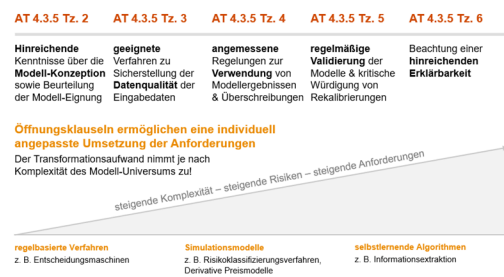 AT 4.3.5 Tz. 2
Hinreichende
Kenntnisse über die
Modell-Konzeption
sowie Beurteilung
der Modell-Eignung
AT 4.3.5 Tz. 3
geeignete
Verfahren zu
Sicherstellung der
Datenqualität der
Eingabedaten
AT 4.3.5 Tz. 4
angemessene
Regelungen zur
Verwendung von
Modellergebnissen
& Überschreibungen
AT 4.3.5 Tz. 5
regelmäßige
Validierung der
Modelle & kritische
Würdigung von
Rekalibrierungen
AT 4.3.5 Tz. 6
Beachtung einer
hinreichenden
Erklärbarkeit
Öffnungsklauseln ermöglichen eine individuell
angepasste Umsetzung der Anforderungen
Der Transformationsaufwand nimmt je nach
Komplexität des Modell-Universums zu!
steigende Komplexität – steigende Risiken – steigende Anforderungen
regelbasierte Verfahren
z. B. Entscheidungsmaschinen
Simulationsmodelle
z. B. Risikoklassifizierungsverfahren,
Derivative Preismodelle
selbstlernende Algorithmen
z. B. Informationsextraktion